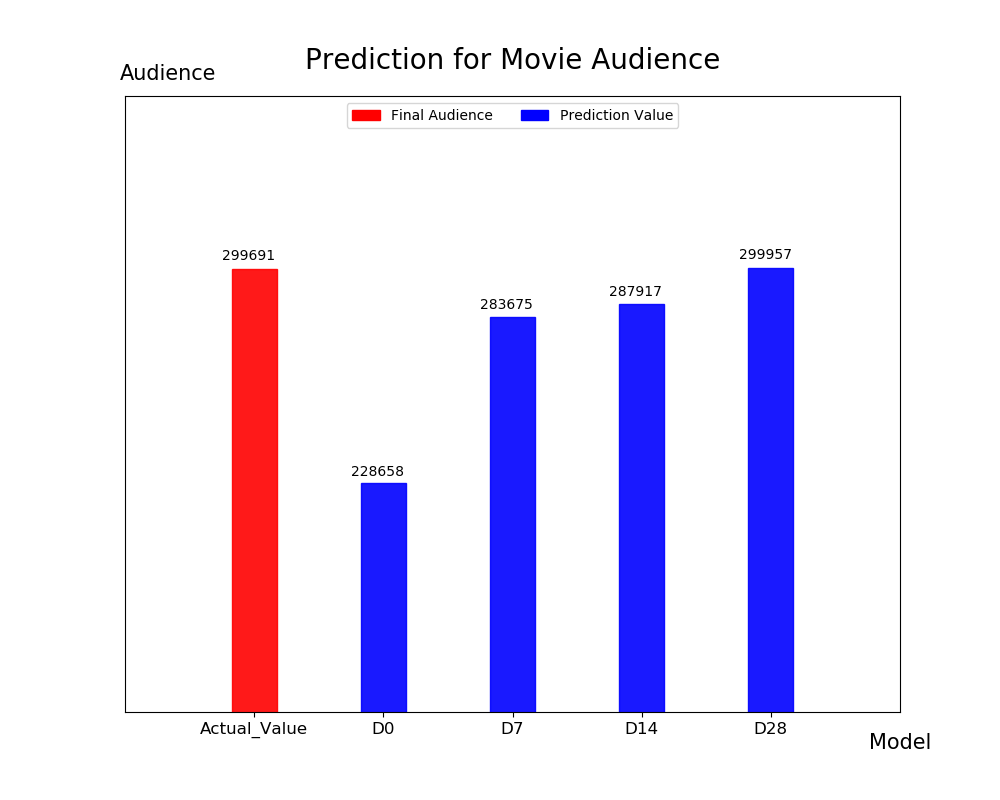 Prediction for Movie Audience
Audience
Final Audience
Prediction Value
299691
228658
283675
287917
299957
Actual_Value
D0
D7
D14
D28
Model